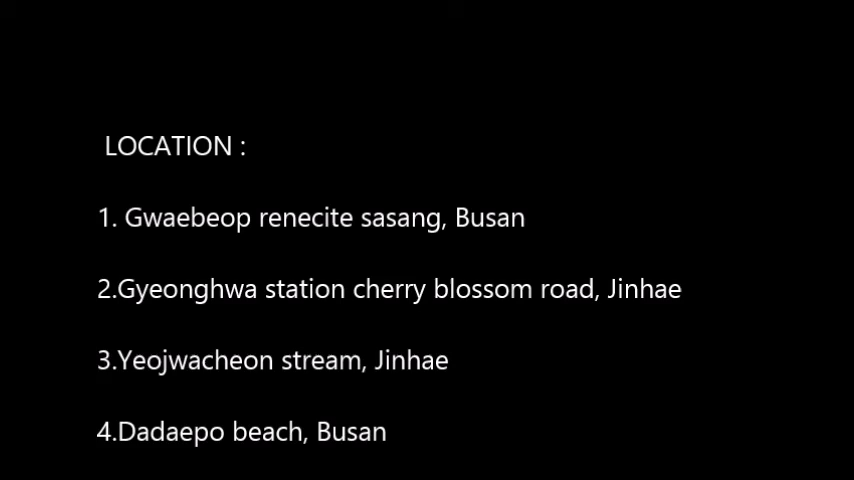 LOCATION :
1. Gwaebeop renecite sasang, Busan
2.Gyeonghwa station cherry blossom road, Jinhae
3.Yeojwacheon stream, Jinhae
4.Dadaepo beach, Busan